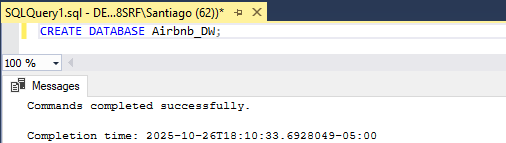 SQLQuery1.sql - DE...8SRF\Santiago (62))*
CREATE DATABASE Airbnb_DW;
100 %
Messages
Commands completed successfully.
Completion time: 2025-10-26T18:10:33.6928049-05:00